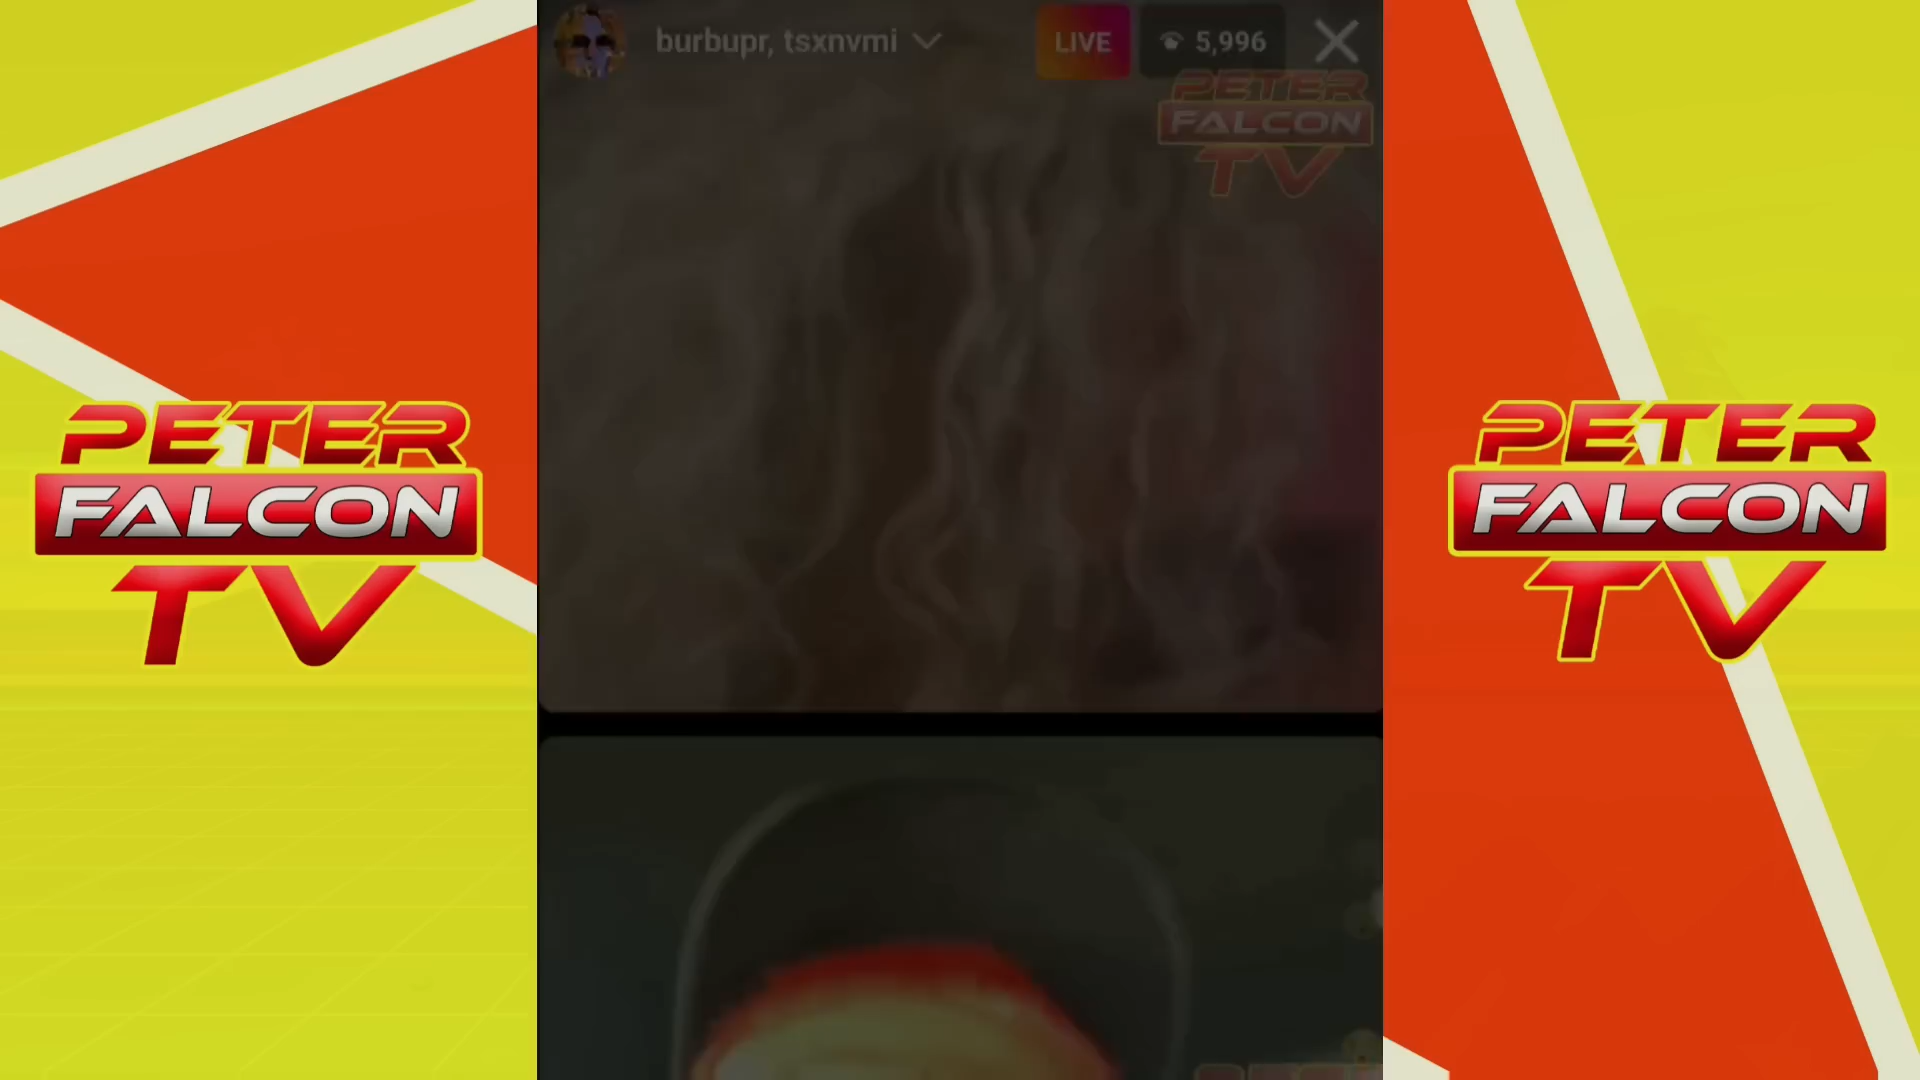 burbupr, tsxnvmi
LIVE
5,996
PETER
FALCON
TV
PETER
FALCON
TV
PETER
FALCON
TV